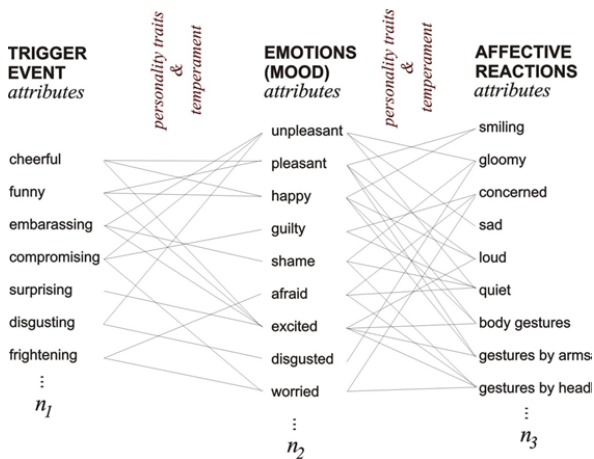 TRIGGER
EVENT
attributes
cheerful
funny
embarassing
compromising
surprising
disgusting
frightening
...
n1
personality traits
&
temperament
EMOTIONS
(MOOD)
attributes
unpleasant
pleasant
happy
guilty
shame
afraid
excited
disgusted
worried
...
n2
personality traits
&
temperament
AFFECTIVE
REACTIONS
attributes
smiling
gloomy
concerned
sad
loud
quiet
body gestures
gestures by arms
gestures by head
...
n3